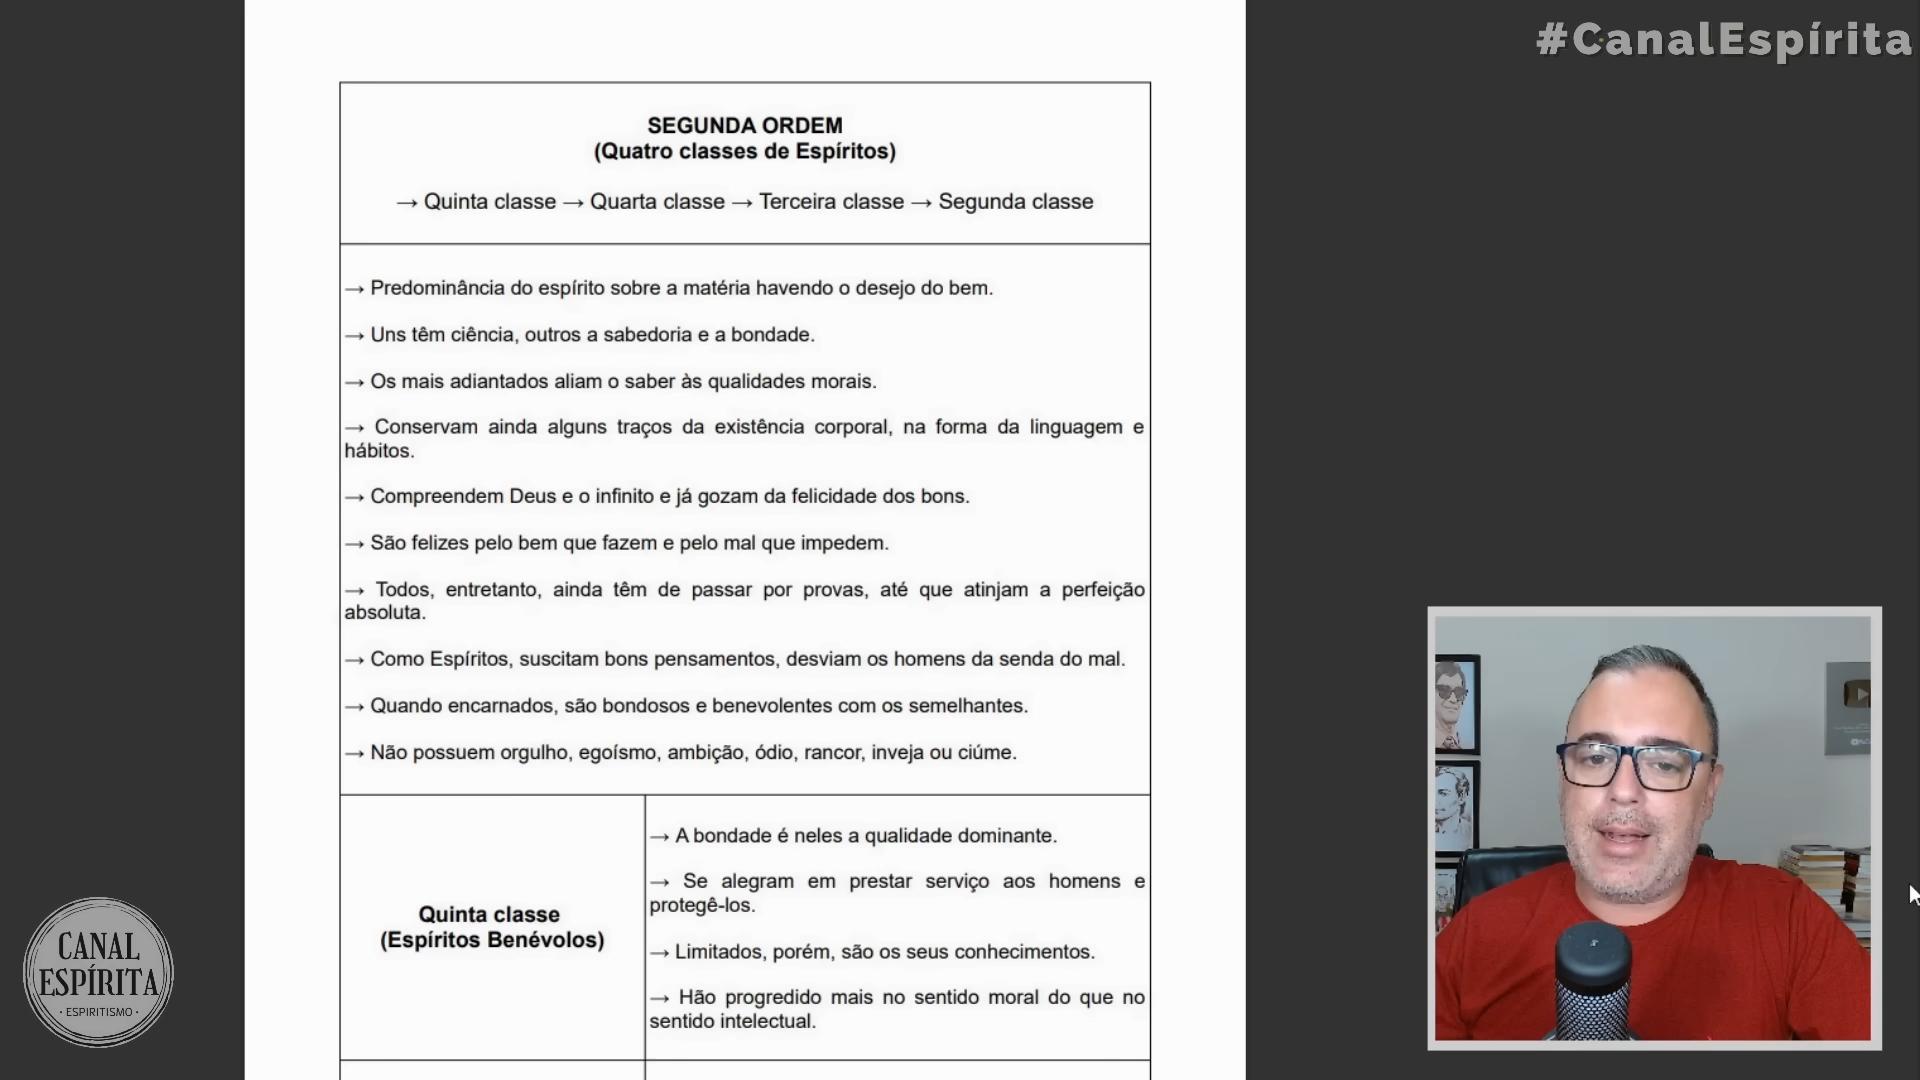 #CanalEspírita
SEGUNDA ORDEM
(Quatro classes de Espíritos)
→ Quinta classe → Quarta classe → Terceira classe → Segunda classe
→ Predominância do espírito sobre a matéria havendo o desejo do bem.
→ Uns têm ciência, outros a sabedoria e a bondade.
→ Os mais adiantados aliam o saber às qualidades morais.
→ Conservam ainda alguns traços da existência corporal, na forma da linguagem e
hábitos.
→ Compreendem Deus e o infinito e já gozam da felicidade dos bons.
→ São felizes pelo bem que fazem e pelo mal que impedem.
→ Todos, entretanto, ainda têm de passar por provas, até que atinjam a perfeição
absoluta.
→ Como Espíritos, suscitam bons pensamentos, desviam os homens da senda do mal.
→ Quando encarnados, são bondosos e benevolentes com os semelhantes.
→ Não possuem orgulho, egoísmo, ambição, ódio, rancor, inveja ou ciúme.
Quinta classe
(Espíritos Benévolos)
→ A bondade é neles a qualidade dominante.
→ Se alegram em prestar serviço aos homens e
protegê-los.
→ Limitados, porém, são os seus conhecimentos.
→ Hão progredido mais no sentido moral do que no
sentido intelectual.
CANAL
ESPÍRITA
· ESPIRITISMO ·